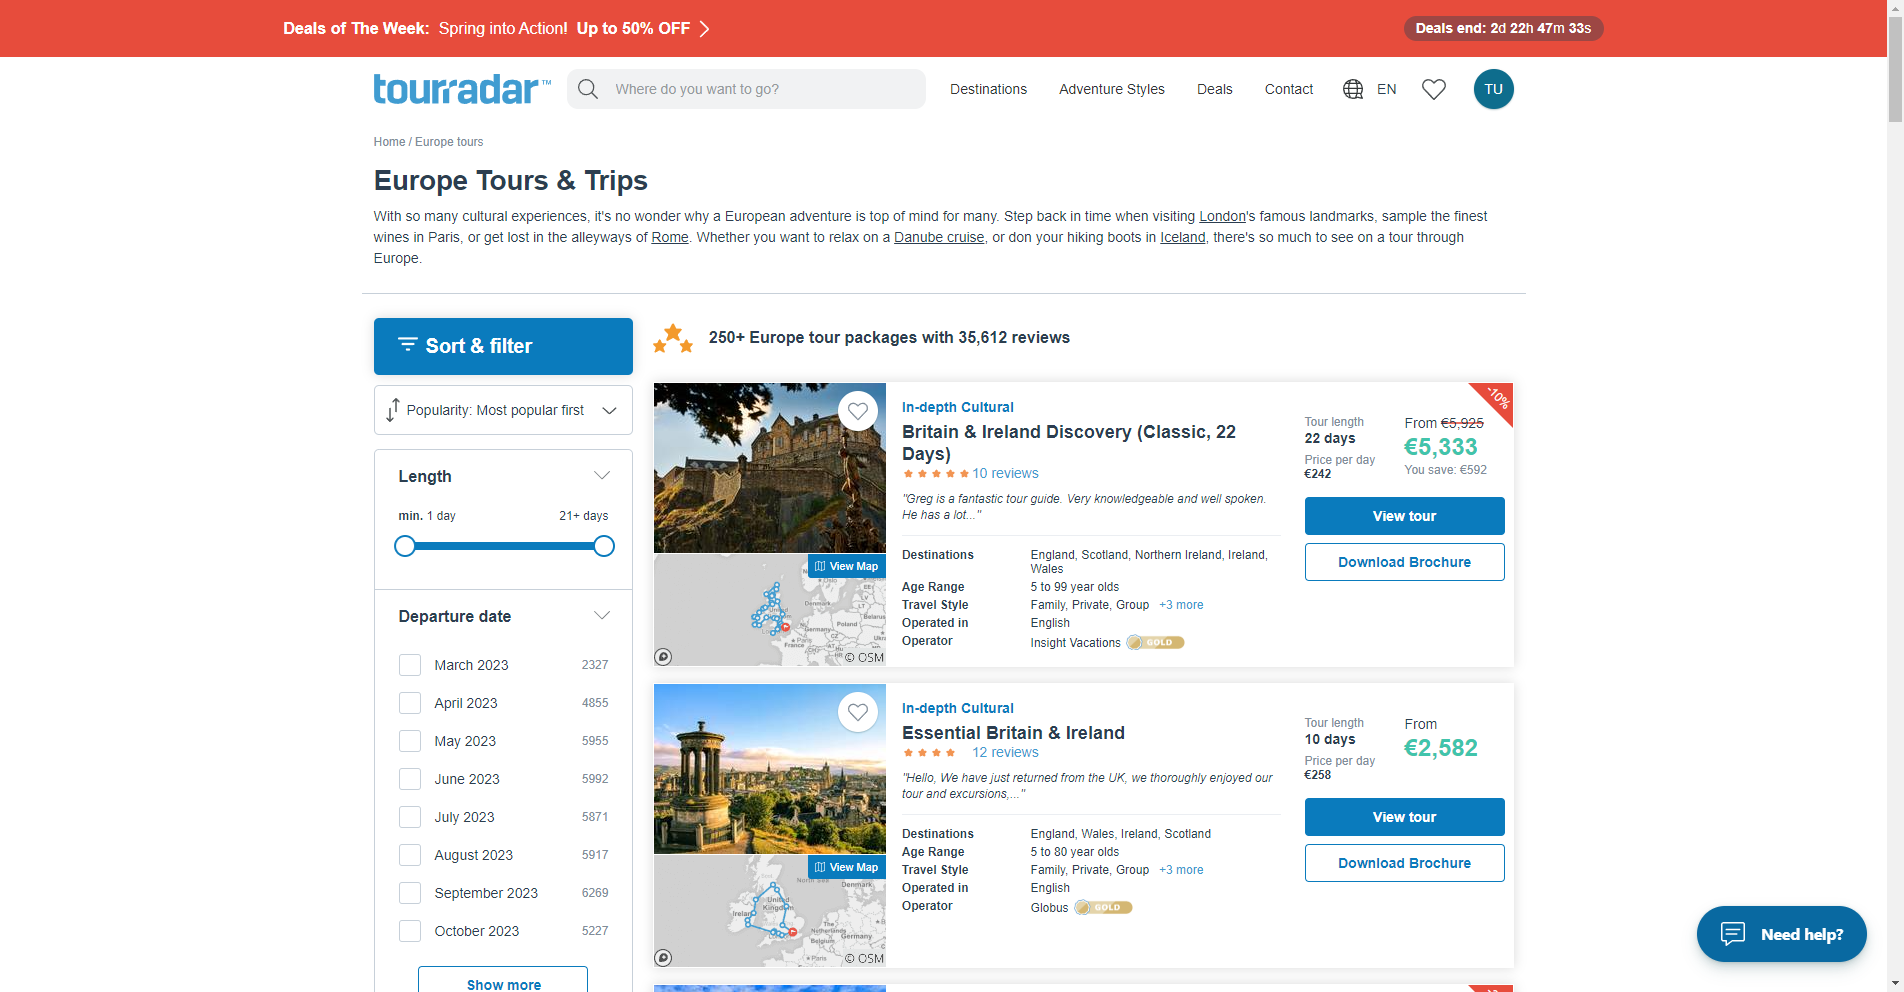 Deals of The Week: Spring into Action! Up to 50% OFF
Deals end: 2d 22h 47m 33s
tourradar™
Where do you want to go?
Destinations
Adventure Styles
Deals
Contact
EN
TU
Home / Europe tours
Europe Tours & Trips
With so many cultural experiences, it's no wonder why a European adventure is top of mind for many. Step back in time when visiting London's famous landmarks, sample the finest
wines in Paris, or get lost in the alleyways of Rome. Whether you want to relax on a Danube cruise, or don your hiking boots in Iceland, there's so much to see on a tour through
Europe.
Sort & filter
Popularity: Most popular first
Length
min. 1 day
21+ days
Departure date
March 2023 2327
April 2023 4855
May 2023 5955
June 2023 5992
July 2023 5871
August 2023 5917
September 2023 6269
October 2023 5227
Show more
250+ Europe tour packages with 35,612 reviews
View Map
© OSM
In-depth Cultural
Britain & Ireland Discovery (Classic, 22
Days)
10 reviews
"Greg is a fantastic tour guide. Very knowledgeable and well spoken.
He has a lot..."
Destinations England, Scotland, Northern Ireland, Ireland,
Wales
Age Range 5 to 99 year olds
Travel Style Family, Private, Group +3 more
Operated in English
Operator Insight Vacations GOLD
-10%
Tour length
22 days
Price per day
€242
From €5,925
€5,333
You save: €592
View tour
Download Brochure
View Map
© OSM
In-depth Cultural
Essential Britain & Ireland
12 reviews
"Hello, We have just returned from the UK, we thoroughly enjoyed our
tour and excursions,..."
Destinations England, Wales, Ireland, Scotland
Age Range 5 to 80 year olds
Travel Style Family, Private, Group +3 more
Operated in English
Operator Globus GOLD
Tour length
10 days
Price per day
€258
From
€2,582
View tour
Download Brochure
Need help?